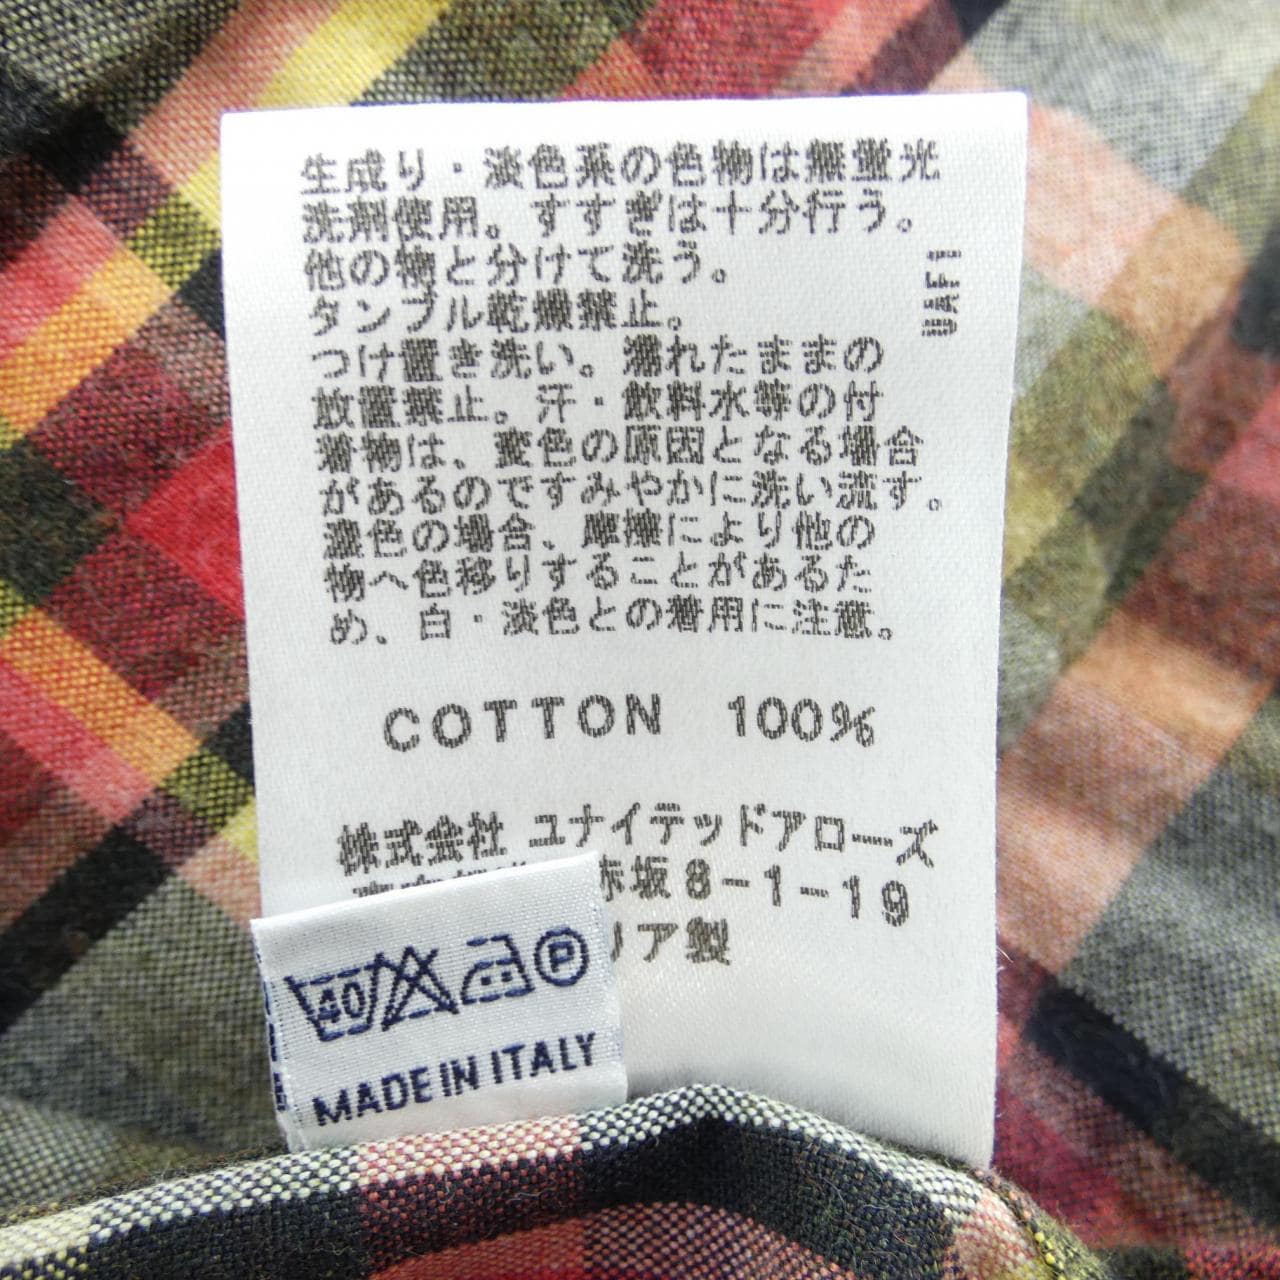 生成り・淡色系の色物は無蛍光
洗剤使用。すすぎは十分行う。
他の物と分けて洗う。
タンブル乾燥禁止。
つけ置き洗い。濡れたままの
放置禁止。汗・飲料水等の付
着物は、変色の原因となる場合
があるのですみやかに洗い流す。
濃色の場合、摩擦により他の
物へ色移りすることがあるた
め、白・淡色との着用に注意。
UAFI
COTTON 100%
株式会社 ユナイテッドアローズ
赤坂8-1-19
リア製
40 P
MADE IN ITALY